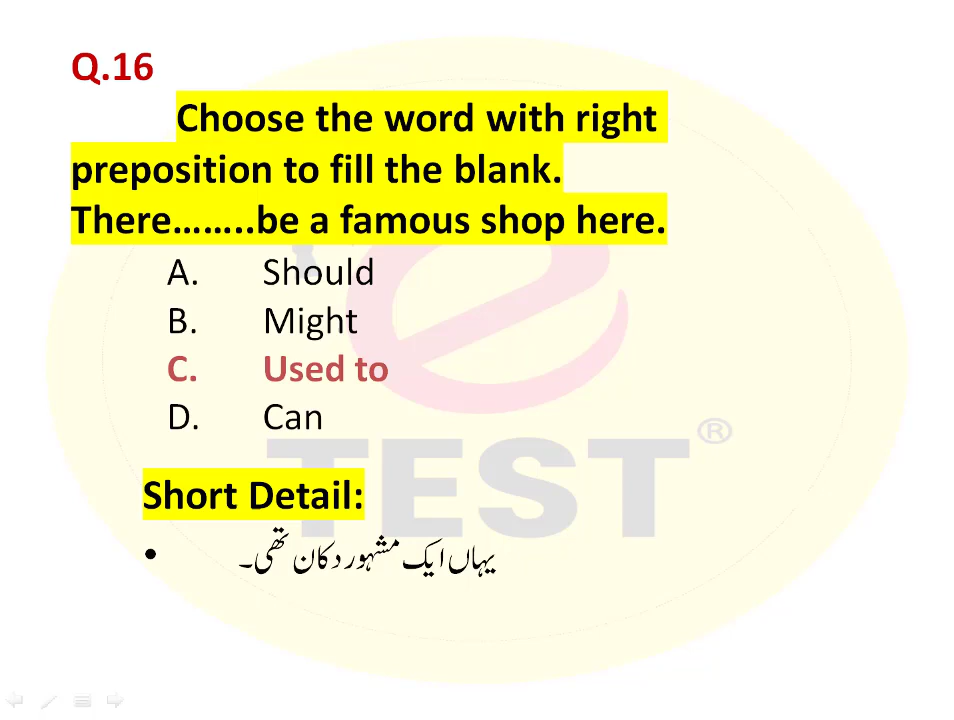 Q.16
Choose the word with right
preposition to fill the blank.
There……..be a famous shop here.
A. Should
B. Might
C. Used to
D. Can
Short Detail:
• یہاں ایک مشہور دکان تھی۔
e
TEST®